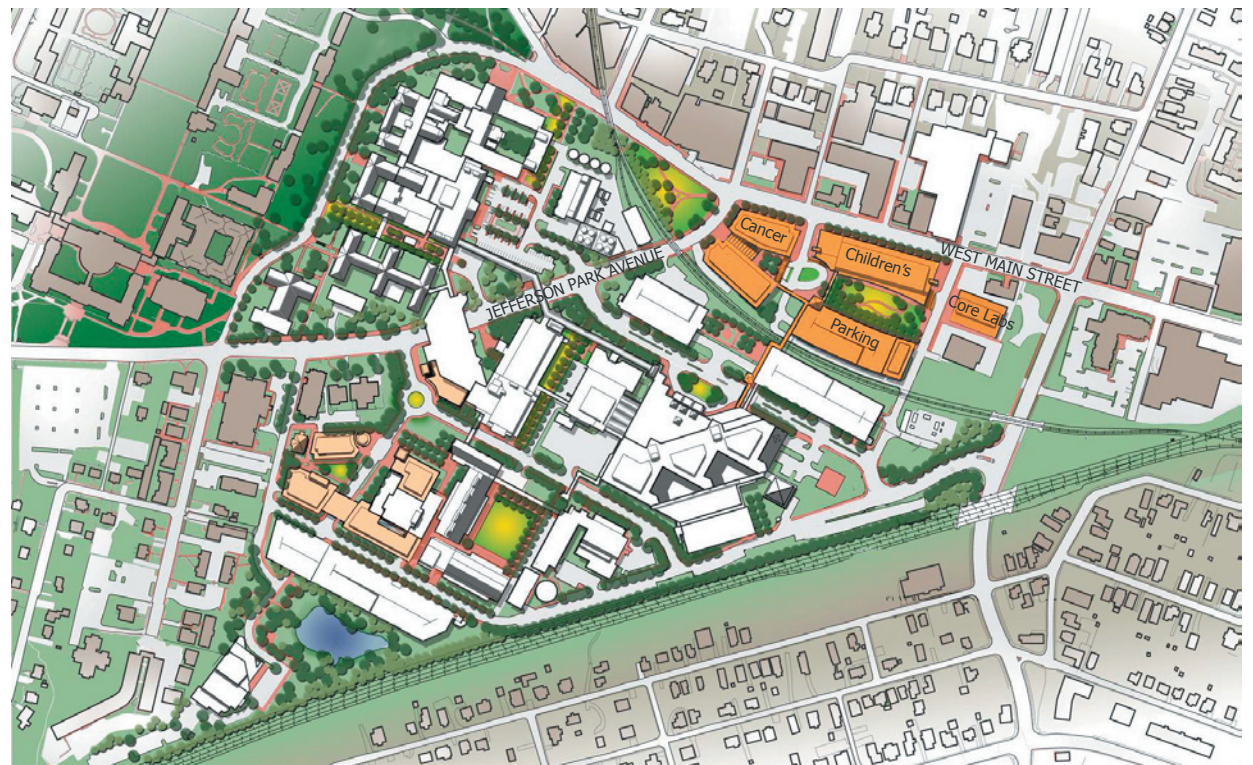 Cancer
Children's
WEST MAIN STREET
JEFFERSON PARK AVENUE
Core Labs
Parking